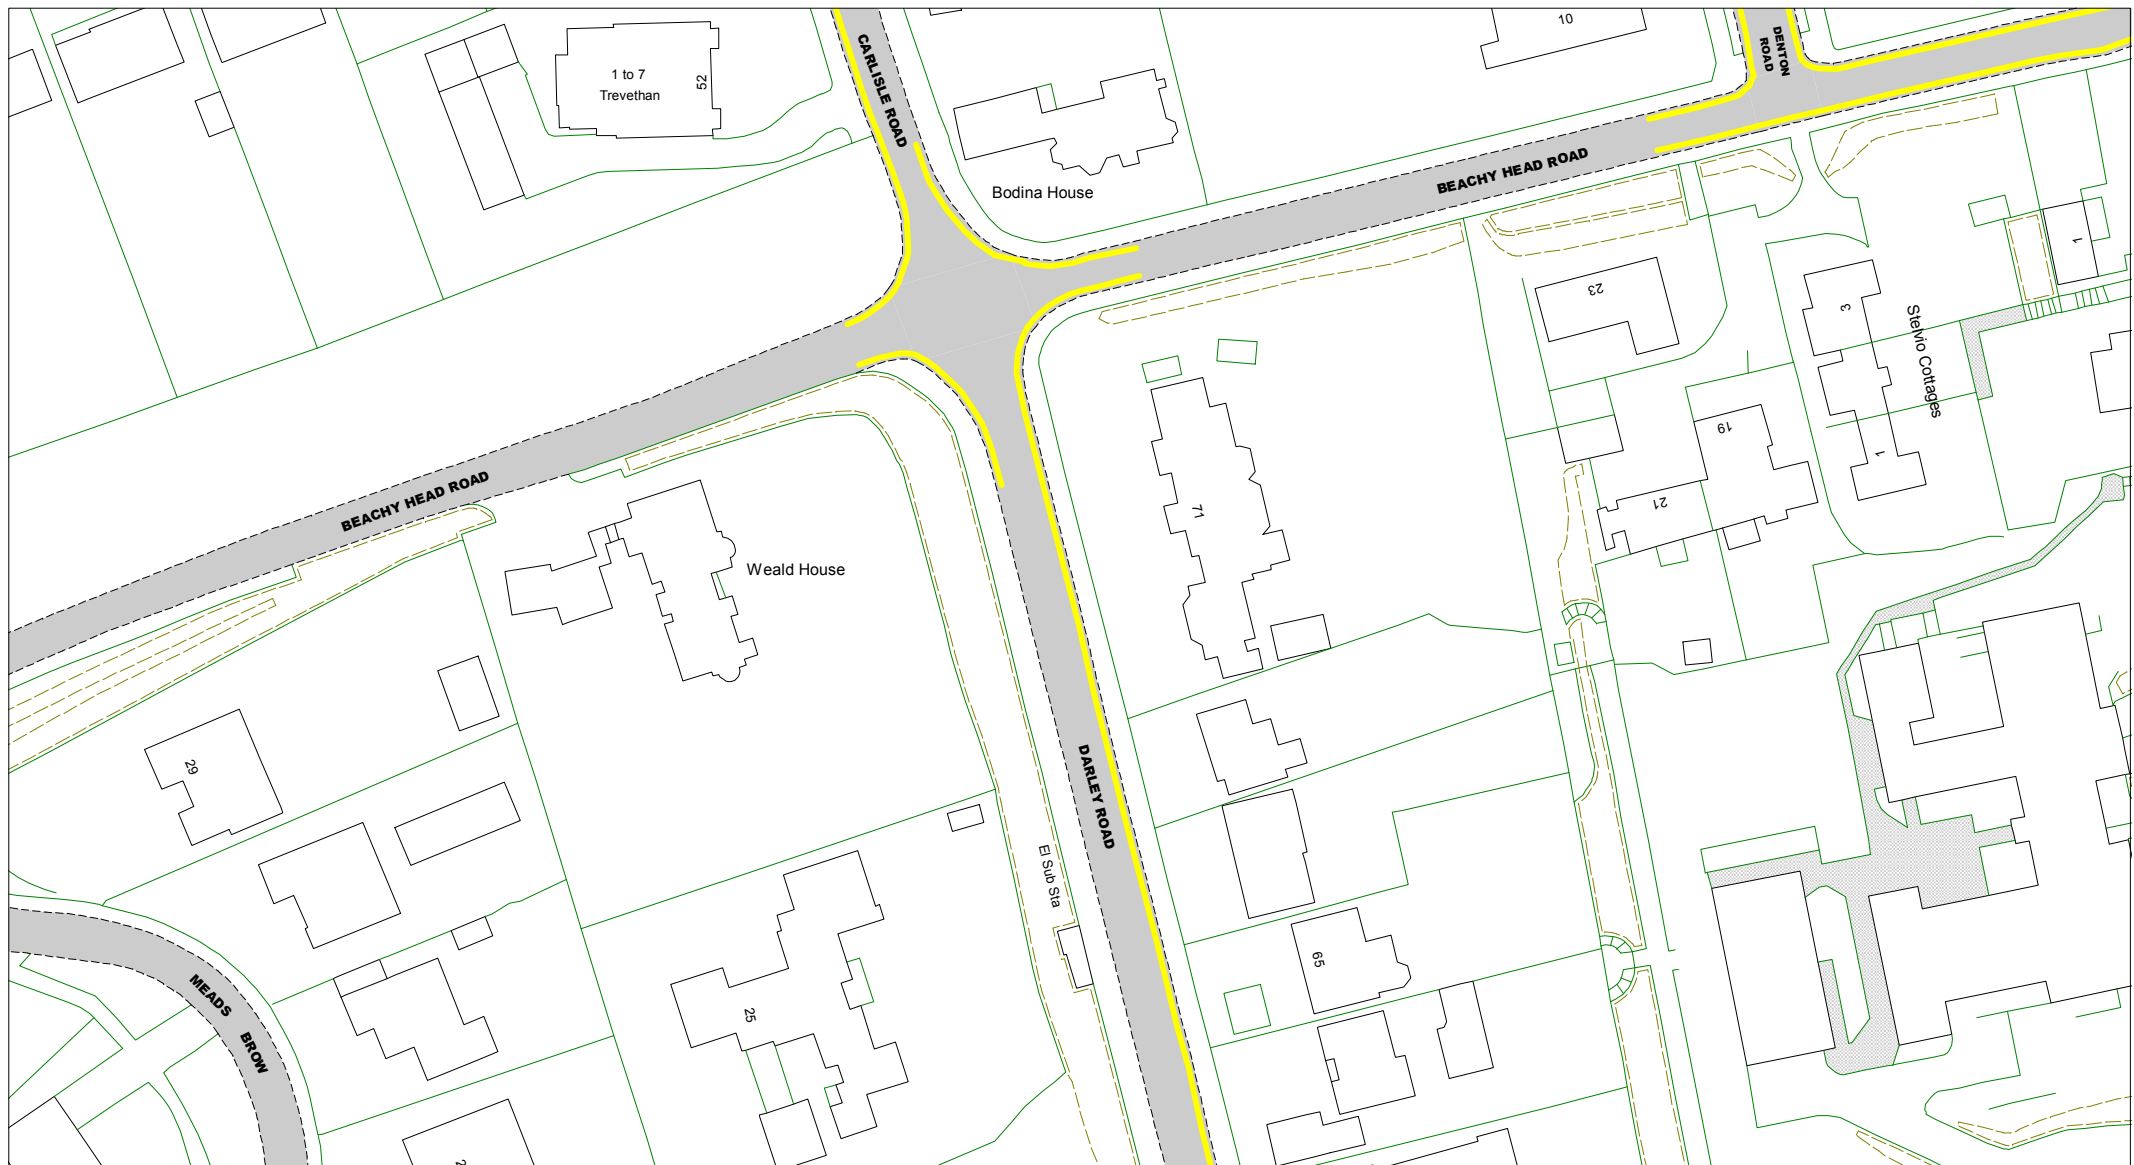 10
DENTON
ROAD
CARLISLE ROAD
1 to 7
Trevethan
52
BEACHY HEAD ROAD
Bodina House
1
23
3
Stelvio Cottages
19
1
21
71
BEACHY HEAD ROAD
Weald House
29
DARLEY ROAD
El Sub Sta
65
25
MEADS BROW